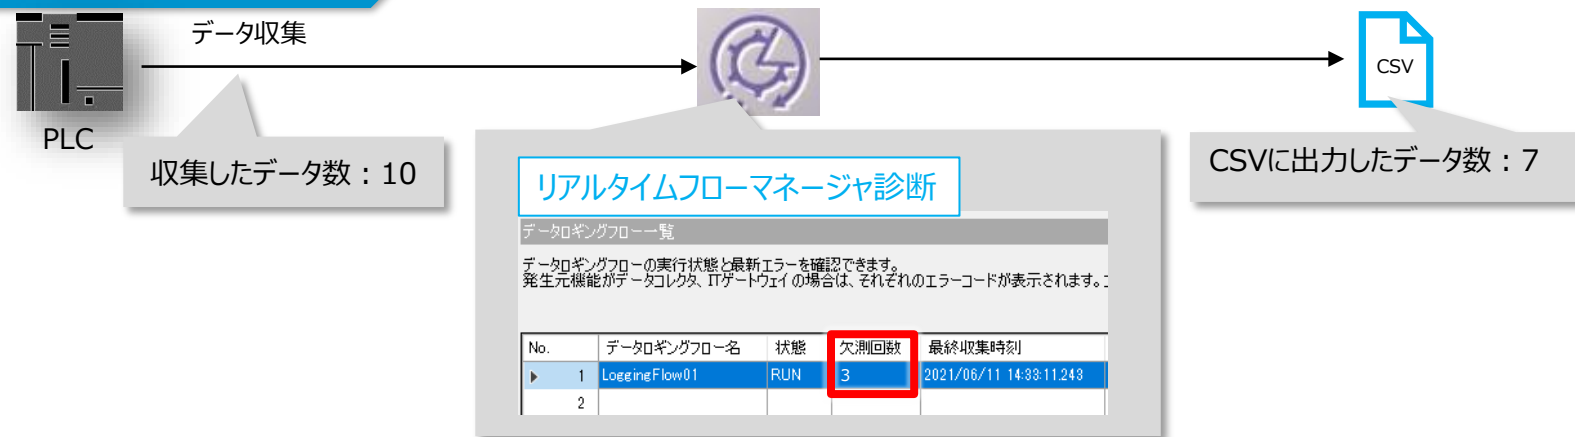 データ収集
PLC
CSV
収集したデータ数：10
CSVに出力したデータ数：7
リアルタイムフローマネージャ診断
データロギングフロー一覧
データロギングフローの実行状態と最新エラーを確認できます。
発生元機能がデータコレクタ、ITゲートウェイの場合は、それぞれのエラーコードが表示されます。
No. データロギングフロー名 状態 欠測回数 最終収集時刻
1 LoggingFlow01 RUN 3 2021/06/11 14:33:11.243
2